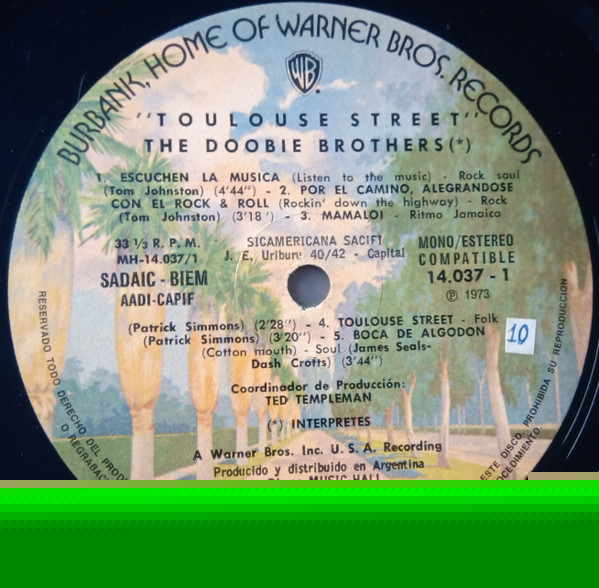 BURBANK, HOME OF WARNER BROS. RECORDS
WB
"TOULOUSE STREET"
THE DOOBIE BROTHERS(*)
1. ESCUCHEN LA MUSICA (Listen to the music) - Rock soul
(Tom Johnston) (4'44'') - 2. POR EL CAMINO, ALEGRANDOSE
CON EL ROCK & ROLL (Rockin' down the highway) - Rock
(Tom Johnston) (3'18') - 3. MAMALOI - Ritmo Jamaica
33 1/3 R. P. M.
MH-14.037/1
SICAMERICANA SACIFI
J. E. Uriburu 40/42 - Capital
MONO/ESTEREO
COMPATIBLE
SADAIC - BIEM
AADI-CAPIF
14.037 - 1
Ⓟ 1973
(Patrick Simmons) (2'28'') - 4. TOULOUSE STREET - Folk
(Patrick Simmons) (3'20'') - 5. BOCA DE ALGODON
(Cotton mouth) - Soul (James Seals-
Dash Crofts) (3'44'')
10
Coordinador de Producción:
TED TEMPLEMAN
(*) INTERPRETES
A Warner Bros. Inc. U. S. A. Recording
Producido y distribuido en Argentina
MUSIC HALL
RESERVADO TODO DERECHO DEL
O
ESTE DISCO. PROHIBIDA SU REPRODUCCION